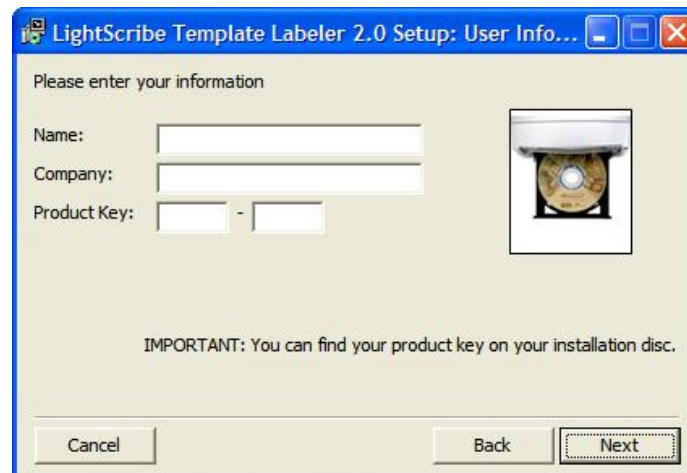 LightScribe Template Labeler 2.0 Setup: User Info...
Please enter your information
Name:
Company:
Product Key: -
IMPORTANT: You can find your product key on your installation disc.
Cancel Back Next